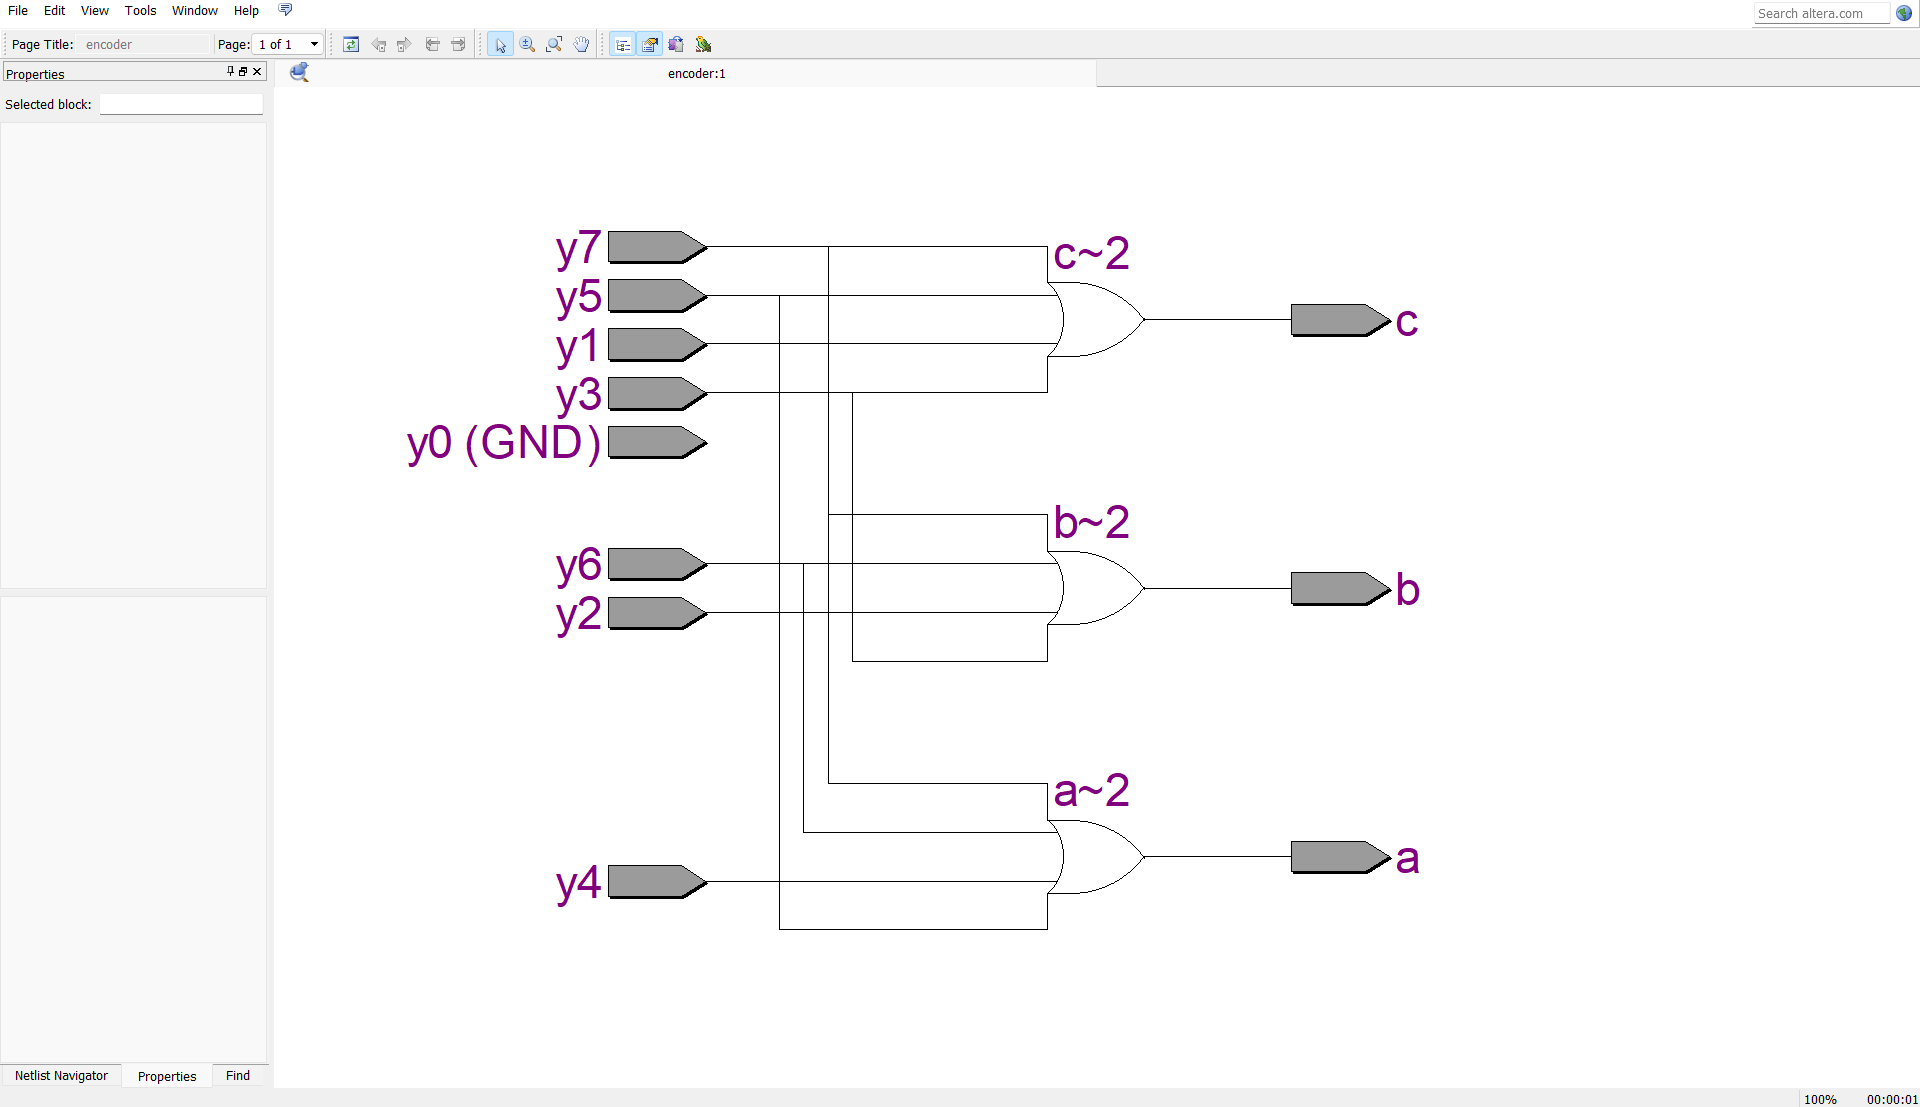 File Edit View Tools Window Help
Search altera.com
Page Title: encoder Page: 1 of 1
Properties
encoder:1
Selected block:
y7
c~2
y5
c
y1
y3
y0 (GND)
b~2
y6
b
y2
a~2
a
y4
Netlist Navigator Properties Find
100% 00:00:01